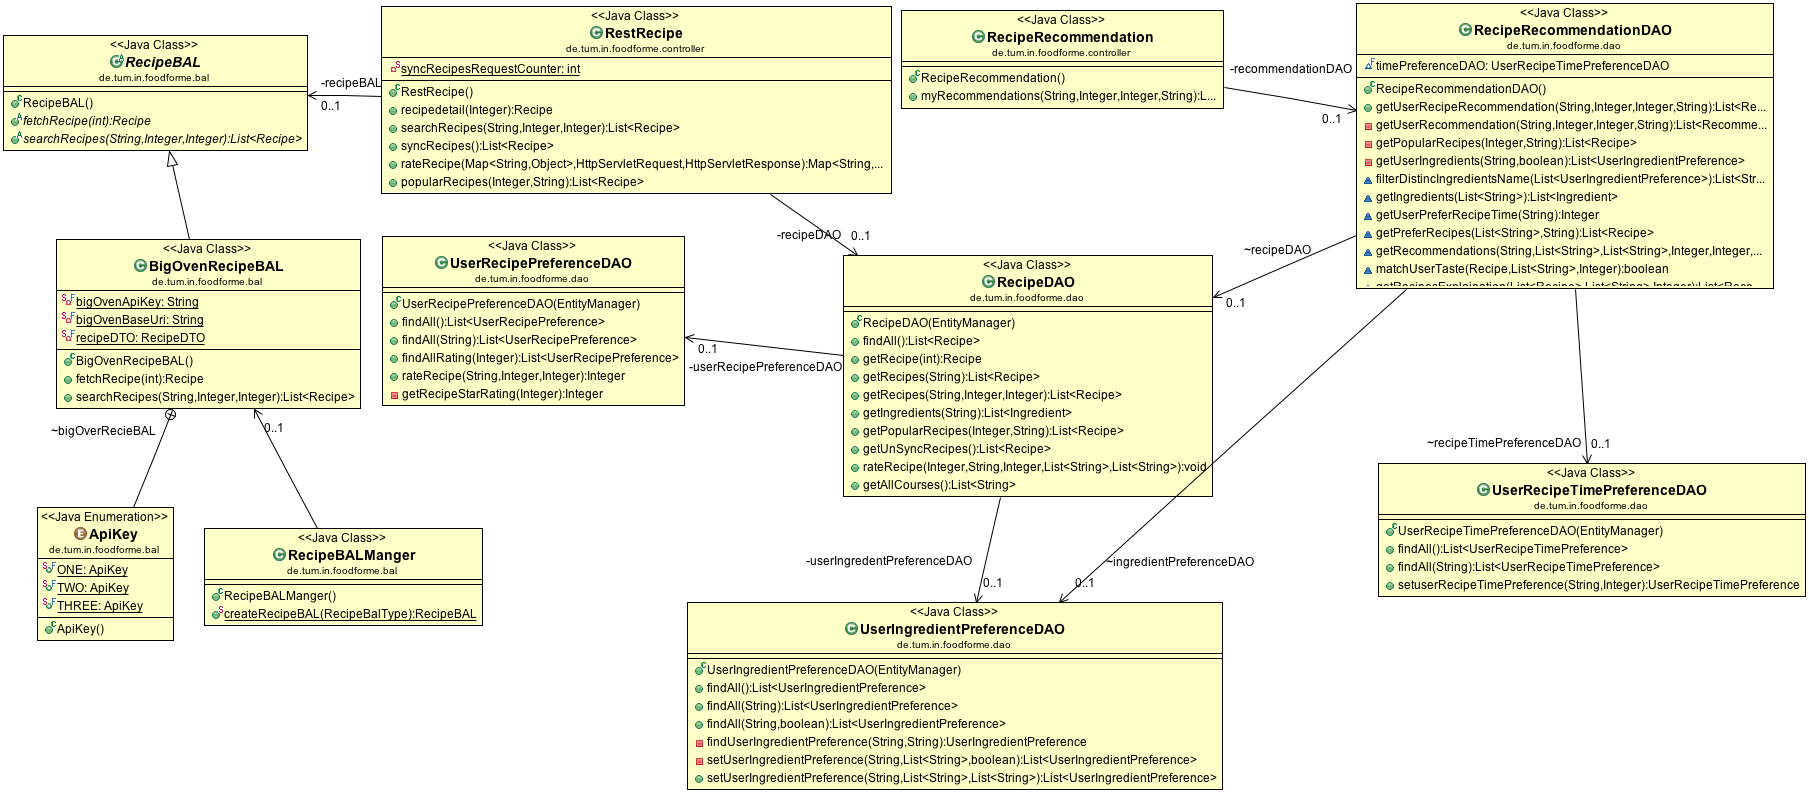 <<Java Class>>
RecipeBAL
de.tum.in.foodforme.bal
RecipeBAL()
fetchRecipe(int):Recipe
searchRecipes(String,Integer,Integer):List<Recipe>
-recipeBAL
0..1
<<Java Class>>
RestRecipe
de.tum.in.foodforme.controller
syncRecipesRequestCounter: int
RestRecipe()
recipedetail(Integer):Recipe
searchRecipes(String,Integer,Integer):List<Recipe>
syncRecipes():List<Recipe>
rateRecipe(Map<String,Object>,HttpServletRequest,HttpServletResponse):Map<String,...
popularRecipes(Integer,String):List<Recipe>
<<Java Class>>
RecipeRecommendation
de.tum.in.foodforme.controller
RecipeRecommendation()
myRecommendations(String,Integer,Integer,String):L...
-recommendationDAO
0..1
<<Java Class>>
RecipeRecommendationDAO
de.tum.in.foodforme.dao
timePreferenceDAO: UserRecipeTimePreferenceDAO
RecipeRecommendationDAO()
getUserRecipeRecommendation(String,Integer,Integer,String):List<Re...
getUserRecommendation(String,Integer,Integer,String):List<Recomme...
getPopularRecipes(Integer,String):List<Recipe>
getUserIngredients(String,boolean):List<UserIngredientPreference>
filterDistincIngredientsName(List<UserIngredientPreference>):List<Str...
getIngredients(List<String>):List<Ingredient>
getUserPreferRecipeTime(String):Integer
getPreferRecipes(List<String>,String):List<Recipe>
getRecommendations(String,List<String>,List<String>,Integer,Integer,...
matchUserTaste(Recipe,List<String>,Integer):boolean
getRecipesExplaination(List<Recipe>,List<String>,Integer):List<Reco...
-recipeDAO
0..1
~recipeDAO
0..1
<<Java Class>>
BigOvenRecipeBAL
de.tum.in.foodforme.bal
bigOvenApiKey: String
bigOvenBaseUri: String
recipeDTO: RecipeDTO
BigOvenRecipeBAL()
fetchRecipe(int):Recipe
searchRecipes(String,Integer,Integer):List<Recipe>
<<Java Class>>
UserRecipePreferenceDAO
de.tum.in.foodforme.dao
UserRecipePreferenceDAO(EntityManager)
findAll():List<UserRecipePreference>
findAll(String):List<UserRecipePreference>
findAllRating(Integer):List<UserRecipePreference>
rateRecipe(String,Integer,Integer):Integer
getRecipeStarRating(Integer):Integer
0..1
-userRecipePreferenceDAO
<<Java Class>>
RecipeDAO
de.tum.in.foodforme.dao
RecipeDAO(EntityManager)
findAll():List<Recipe>
getRecipe(int):Recipe
getRecipes(String):List<Recipe>
getRecipes(String,Integer,Integer):List<Recipe>
getIngredients(String):List<Ingredient>
getPopularRecipes(Integer,String):List<Recipe>
getUnSyncRecipes():List<Recipe>
rateRecipe(Integer,String,Integer,List<String>,List<String>):void
getAllCourses():List<String>
~bigOverRecieBAL
0..1
~recipeTimePreferenceDAO
0..1
<<Java Enumeration>>
ApiKey
de.tum.in.foodforme.bal
ONE: ApiKey
TWO: ApiKey
THREE: ApiKey
ApiKey()
<<Java Class>>
RecipeBALManger
de.tum.in.foodforme.bal
RecipeBALManger()
createRecipeBAL(RecipeBalType):RecipeBAL
<<Java Class>>
UserRecipeTimePreferenceDAO
de.tum.in.foodforme.dao
UserRecipeTimePreferenceDAO(EntityManager)
findAll():List<UserRecipeTimePreference>
findAll(String):List<UserRecipeTimePreference>
setuserRecipeTimePreference(String,Integer):UserRecipeTimePreference
-userIngredentPreferenceDAO
0..1
~ingredientPreferenceDAO
0..1
<<Java Class>>
UserIngredientPreferenceDAO
de.tum.in.foodforme.dao
UserIngredientPreferenceDAO(EntityManager)
findAll():List<UserIngredientPreference>
findAll(String):List<UserIngredientPreference>
findAll(String,boolean):List<UserIngredientPreference>
findUserIngredientPreference(String,String):UserIngredientPreference
setUserIngredientPreference(String,List<String>,boolean):List<UserIngredientPreference>
setUserIngredientPreference(String,List<String>,List<String>):List<UserIngredientPreference>